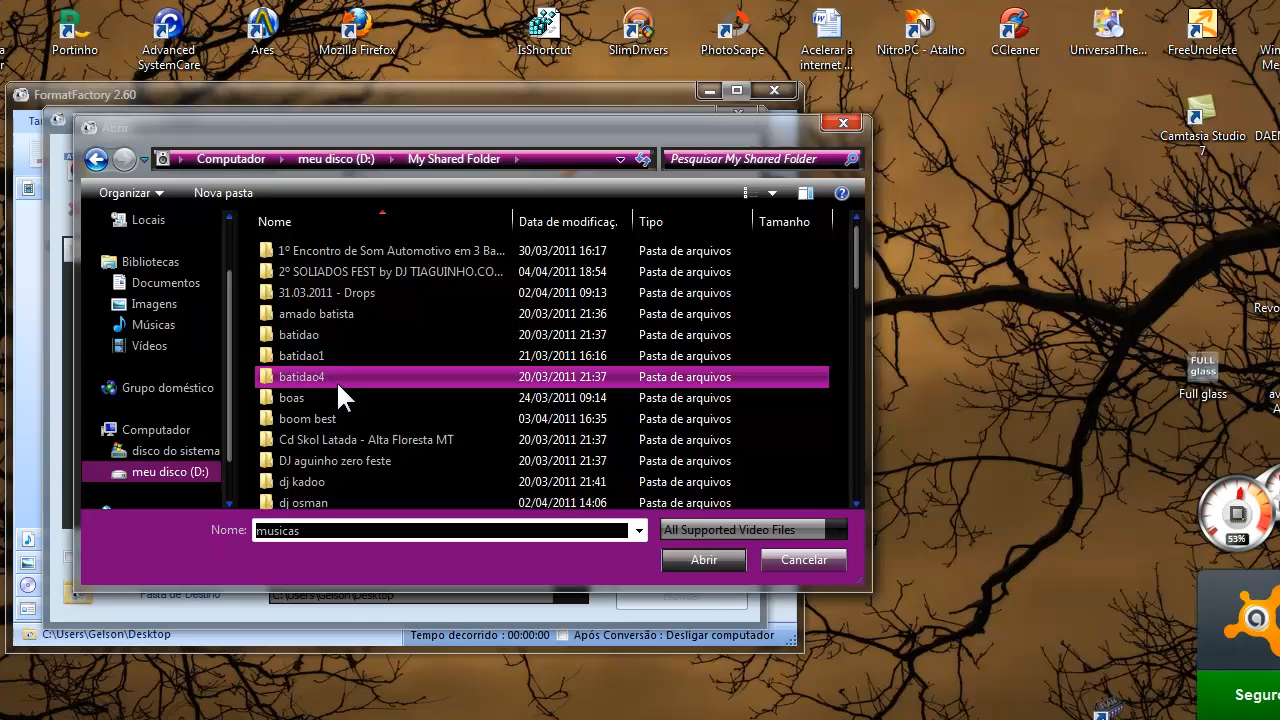 Portinho
Advanced SystemCare
Ares
Mozilla Firefox
IsShortcut
SlimDrivers
PhotoScape
Acelerar a internet ...
NitroPC - Atalho
CCleaner
UniversalThe...
FreeUndelete
FormatFactory 2.60
Abrir
Camtasia Studio 7
Computador
meu disco (D:)
My Shared Folder
Pesquisar My Shared Folder
Organizar
Nova pasta
Locais
Bibliotecas
Documentos
Imagens
Músicas
Vídeos
Grupo doméstico
Computador
disco do sistema
meu disco (D:)
Nome Data de modificaç. Tipo Tamanho
1º Encontro de Som Automotivo em 3 Ba... 30/03/2011 16:17 Pasta de arquivos
2º SOLIADOS FEST by DJ TIAGUINHO.CO... 04/04/2011 18:54 Pasta de arquivos
31.03.2011 - Drops 02/04/2011 09:13 Pasta de arquivos
amado batista 20/03/2011 21:36 Pasta de arquivos
batidao 20/03/2011 21:37 Pasta de arquivos
batidao1 21/03/2011 16:16 Pasta de arquivos
batidao4 20/03/2011 21:37 Pasta de arquivos
boas 24/03/2011 09:14 Pasta de arquivos
boom best 03/04/2011 16:35 Pasta de arquivos
Cd Skol Latada - Alta Floresta MT 20/03/2011 21:37 Pasta de arquivos
DJ aguinho zero feste 20/03/2011 21:37 Pasta de arquivos
dj kadoo 20/03/2011 21:41 Pasta de arquivos
dj osman 02/04/2011 14:06 Pasta de arquivos
FULL glass
Full glass
53%
Nome: musicas
All Supported Video Files
Abrir
Cancelar
Pasta de Destino
C:\Users\Gelson\Desktop
C:\Users\Gelson\Desktop
Tempo decorrido : 00:00:00
Após Conversão : Desligar computador